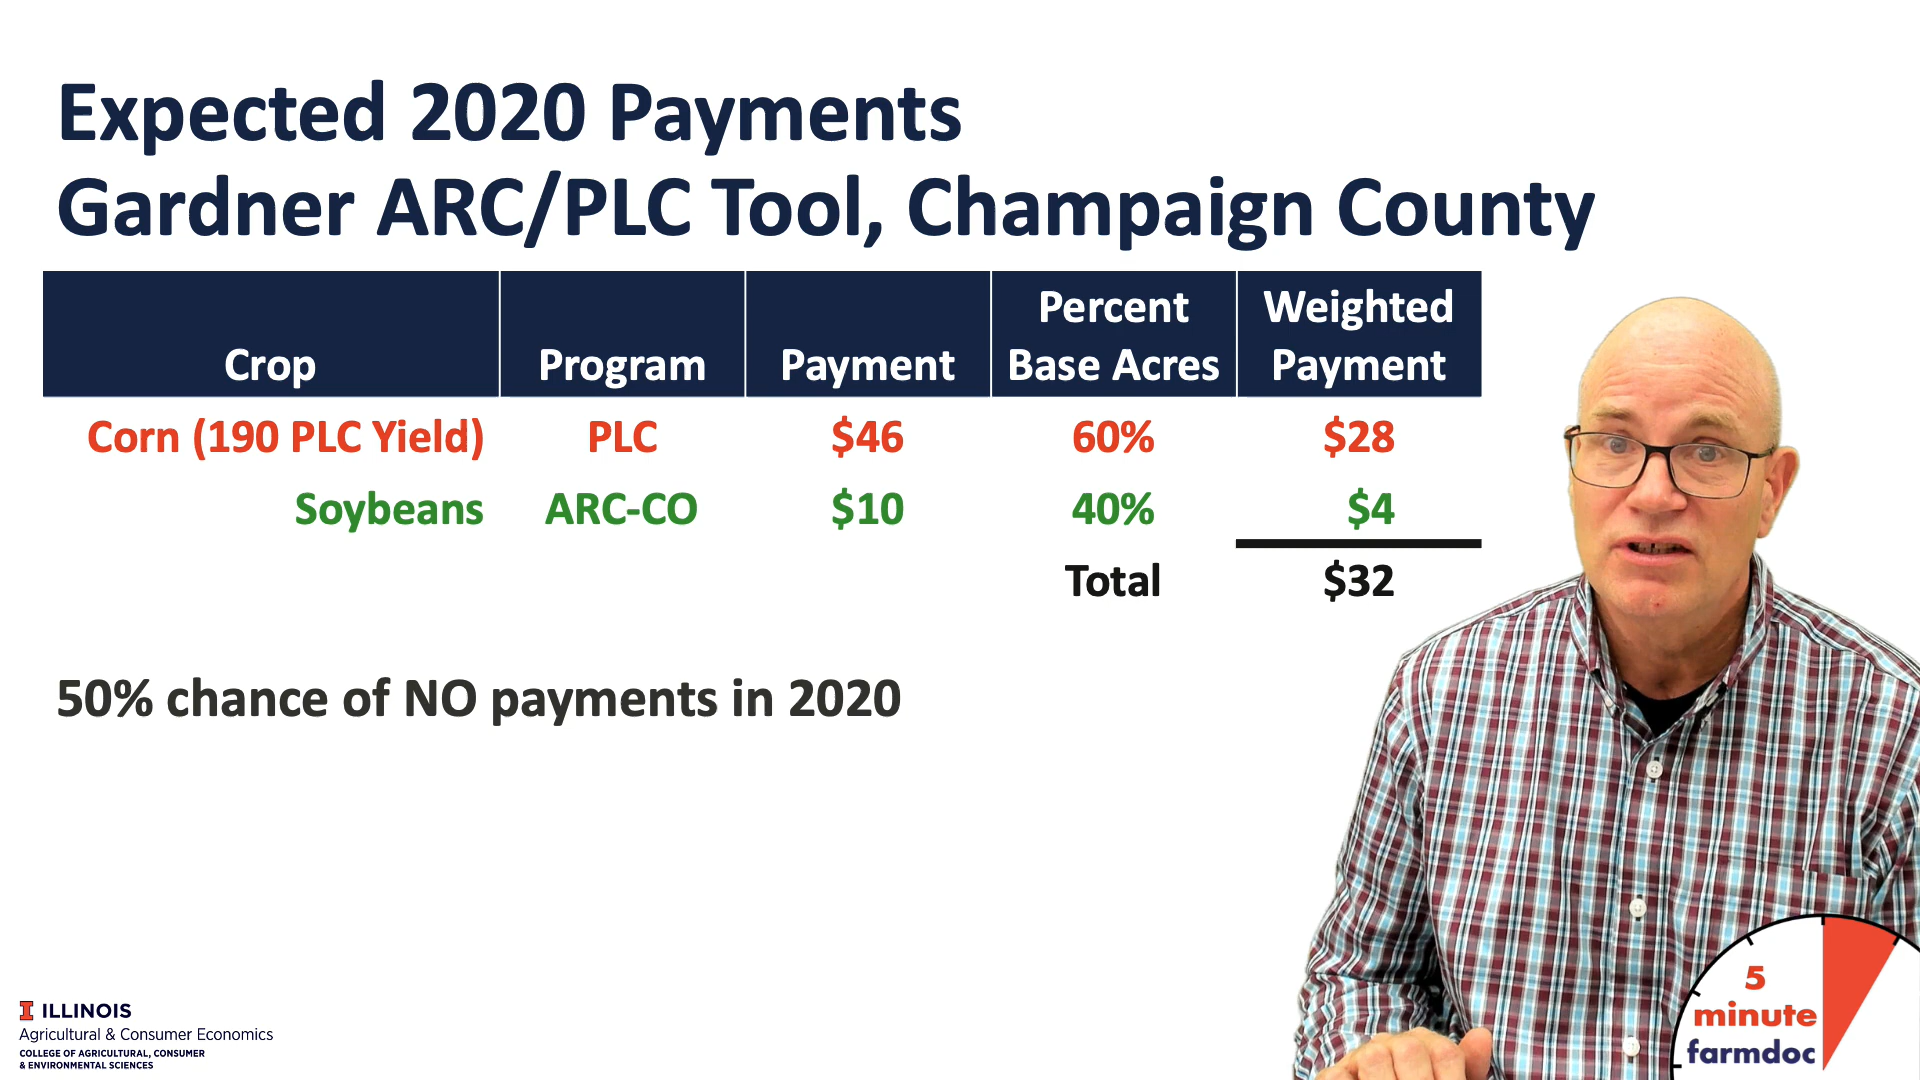 Expected 2020 Payments
Gardner ARC/PLC Tool, Champaign County
Crop Program Payment Percent Base Acres Weighted Payment
Corn (190 PLC Yield) PLC $46 60% $28
Soybeans ARC-CO $10 40% $4
Total $32
50% chance of NO payments in 2020
I ILLINOIS
Agricultural & Consumer Economics
COLLEGE OF AGRICULTURAL, CONSUMER
& ENVIRONMENTAL SCIENCES
5
minute
farmdoc